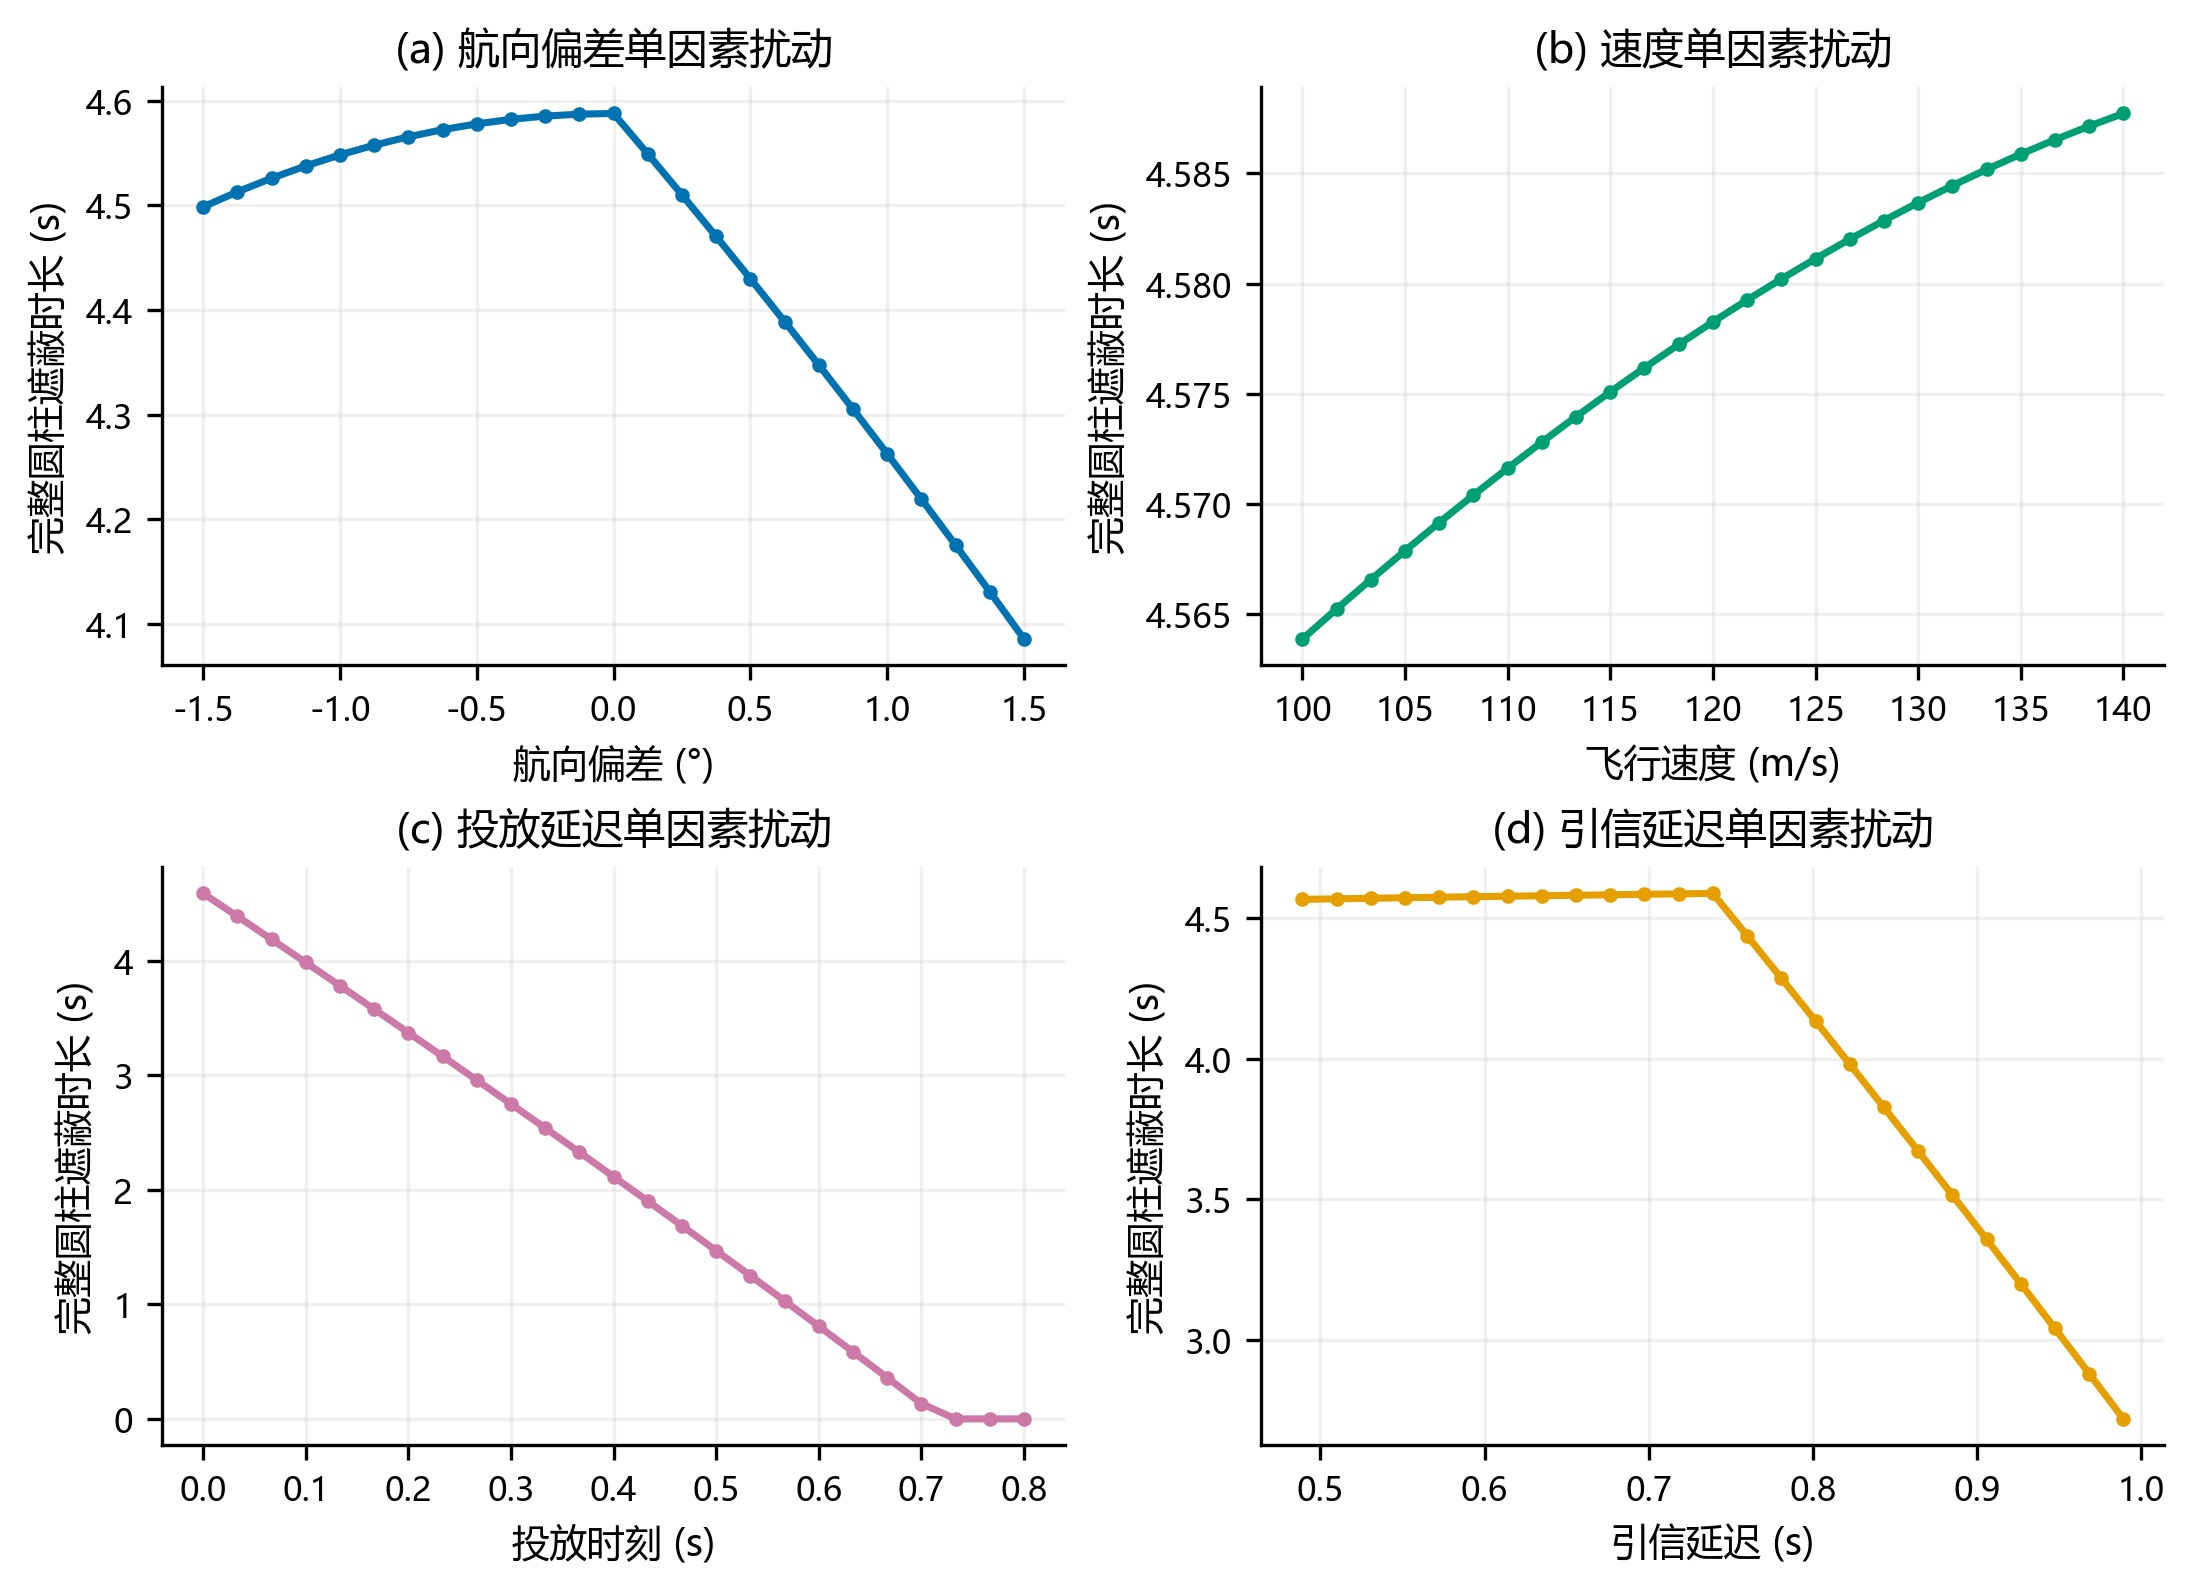 (a) 航向偏差单因素扰动
完整圆柱遮蔽时长 (s)
4.6
4.5
4.4
4.3
4.2
4.1
-1.5 -1.0 -0.5 0.0 0.5 1.0 1.5
航向偏差 (°)
(b) 速度单因素扰动
完整圆柱遮蔽时长 (s)
4.585
4.580
4.575
4.570
4.565
100 105 110 115 120 125 130 135 140
飞行速度 (m/s)
(c) 投放延迟单因素扰动
完整圆柱遮蔽时长 (s)
4
3
2
1
0
0.0 0.1 0.2 0.3 0.4 0.5 0.6 0.7 0.8
投放时刻 (s)
(d) 引信延迟单因素扰动
完整圆柱遮蔽时长 (s)
4.5
4.0
3.5
3.0
0.5 0.6 0.7 0.8 0.9 1.0
引信延迟 (s)